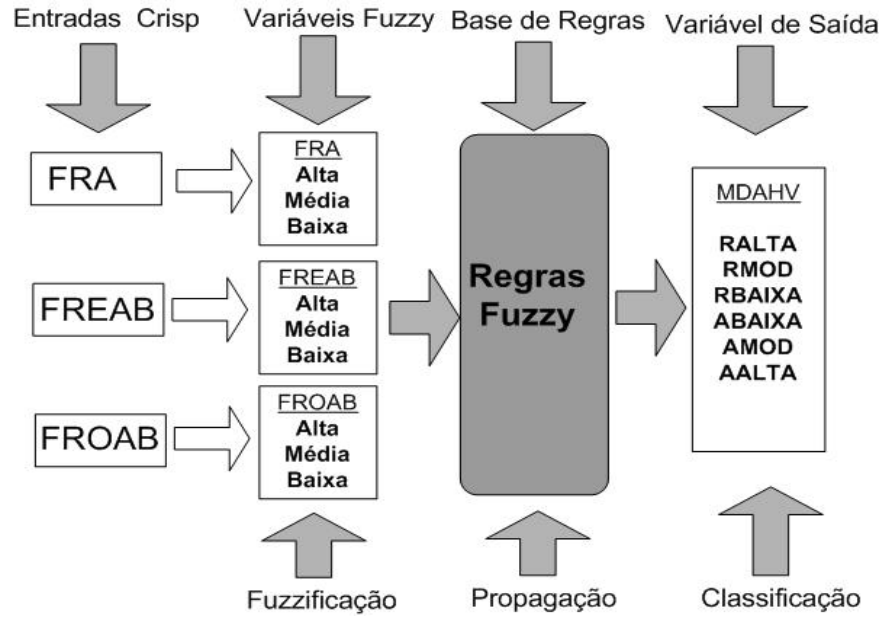 Entradas Crisp
Variáveis Fuzzy
Base de Regras
Variável de Saída
FRA
FREAB
FROAB
FRA
Alta
Média
Baixa
FREAB
Alta
Média
Baixa
FROAB
Alta
Média
Baixa
Regras
Fuzzy
MDAHV
RALTA
RMOD
RBAIXA
ABAIXA
AMOD
AALTA
Fuzzificação
Propagação
Classificação